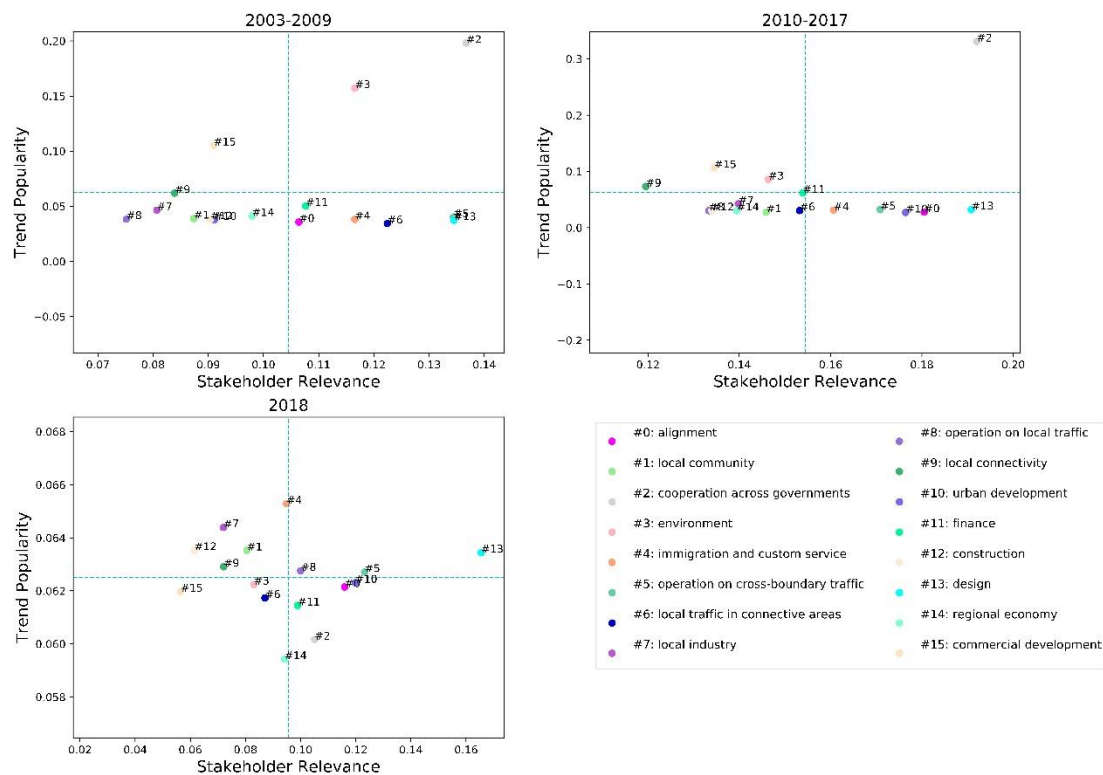 2003-2009
Trend Popularity
0.20
0.15
0.10
0.05
0.00
−0.05
#2
#3
#15
#9
#8
#7
#1
#10
#14
#11
#0
#4
#6
#5
#13
0.07 0.08 0.09 0.10 0.11 0.12 0.13 0.14
Stakeholder Relevance
2010-2017
Trend Popularity
0.3
0.2
0.1
0.0
−0.1
−0.2
#2
#15
#3
#9
#11
#7
#8
#12
#14
#1
#6
#4
#5
#10
#0
#13
0.12 0.14 0.16 0.18 0.20
Stakeholder Relevance
2018
Trend Popularity
0.068
0.066
0.064
0.062
0.060
0.058
#4
#7
#12
#1
#13
#9
#8
#5
#3
#10
#15
#6
#11
#2
#14
0.02 0.04 0.06 0.08 0.10 0.12 0.14 0.16
Stakeholder Relevance
#0: alignment
#1: local community
#2: cooperation across governments
#3: environment
#4: immigration and custom service
#5: operation on cross-boundary traffic
#6: local traffic in connective areas
#7: local industry
#8: operation on local traffic
#9: local connectivity
#10: urban development
#11: finance
#12: construction
#13: design
#14: regional economy
#15: commercial development